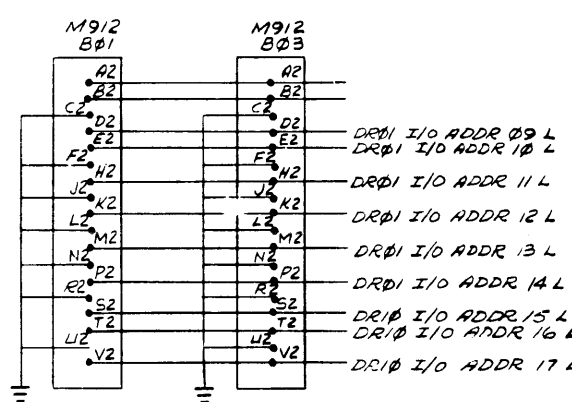 M912 M912
BØ1 BØ3
A2 A2
B2 B2
C2 C2
D2 D2 DRØ1 I/O ADDR Ø9 L
E2 E2 DRØ1 I/O ADDR 1Ø L
F2 F2
H2 H2 DRØ1 I/O ADDR 11 L
J2 J2
K2 K2 DRØ1 I/O ADDR 12 L
L2 L2
M2 M2 DRØ1 I/O ADDR 13 L
N2 N2
P2 P2 DRØ1 I/O ADDR 14 L
R2 R2
S2 S2 DR1Ø I/O ADDR 15 L
T2 T2 DR1Ø I/O ADDR 16 L
U2 U2
V2 V2 DR1Ø I/O ADDR 17 L